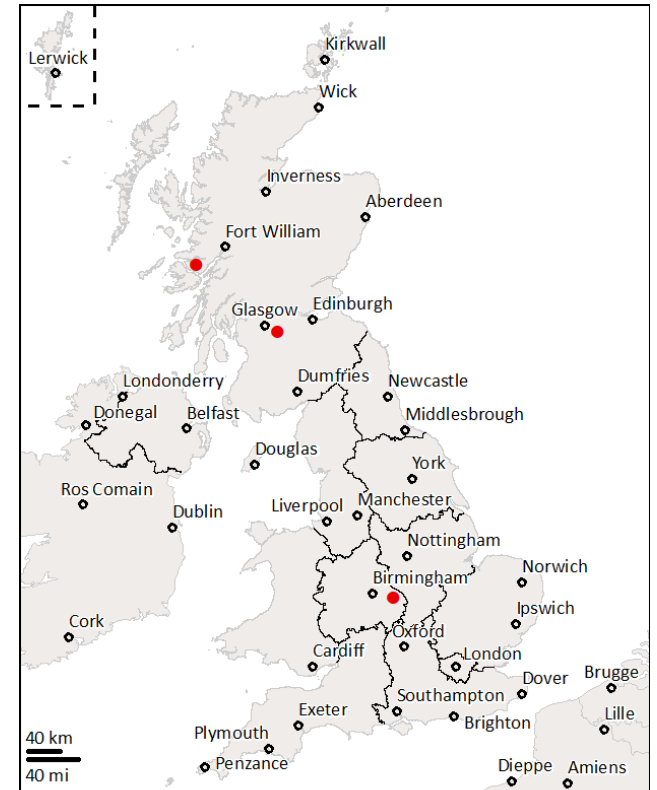 Kirkwall
Lerwick
Wick
Inverness
Aberdeen
Fort William
Glasgow
Edinburgh
Londonderry
Dumfries
Newcastle
Donegal
Belfast
Middlesbrough
Douglas
York
Ros Comain
Liverpool
Manchester
Dublin
Nottingham
Norwich
Birmingham
Ipswich
Cork
Oxford
Cardiff
London
Dover
Brugge
Southampton
Exeter
Brighton
Lille
Plymouth
40 km
Penzance
40 mi
Dieppe
Amiens